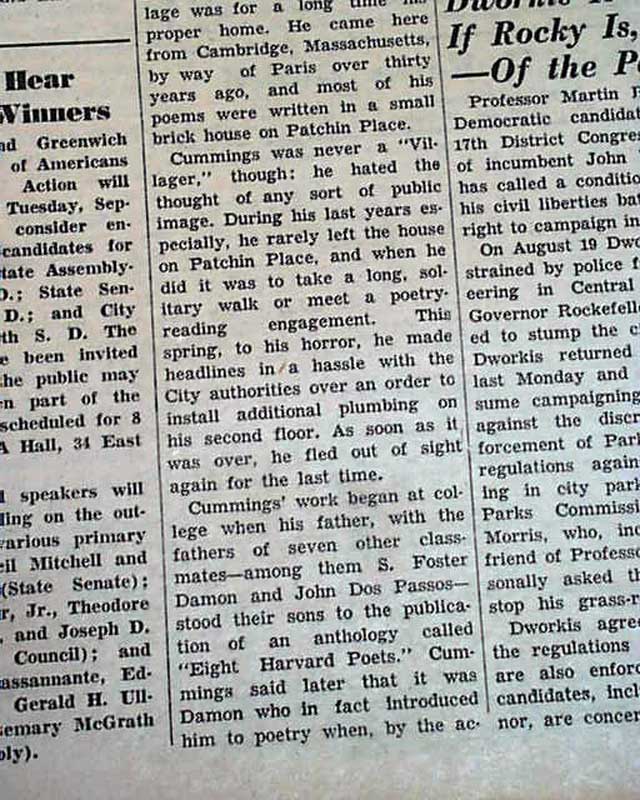 Hear
Winners
nd Greenwich
of Americans
Action will
Tuesday, Sep-
consider en-
candidates for
tate Assembly-
D.; State Sen-
D.; and City
th S. D. The
e been invited
he public may
n part of the
scheduled for 8
A Hall, 34 East
l speakers will
ling on the out-
various primary
eil Mitchell and
(State Senate);
r, Jr., Theodore
, and Joseph D.
Council); and
assannante, Ed-
Gerald H. Ull-
semary McGrath
bly).
lage was for a long time his
proper home. He came here
from Cambridge, Massachusetts,
by way of Paris over thirty
years ago, and most of his
poems were written in a small
brick house on Patchin Place.
Cummings was never a "Vil-
lager," though: he hated the
thought of any sort of public
image. During his last years es-
pecially, he rarely left the house
on Patchin Place, and when he
did it was to take a long, sol-
itary walk or meet a poetry-
reading engagement. This
spring, to his horror, he made
headlines in a hassle with the
City authorities over an order to
install additional plumbing on
his second floor. As soon as it
was over, he fled out of sight
again for the last time.
Cummings' work began at col-
lege when his father, with the
fathers of seven other class-
mates—among them S. Foster
Damon and John Dos Passos—
stood their sons to the publica-
tion of an anthology called
"Eight Harvard Poets." Cum-
mings said later that it was
Damon who in fact introduced
him to poetry when, by the ac-
If Rocky Is,
—Of the P
Professor Martin
Democratic candidat
17th District Congres
of incumbent John
has called a conditio
his civil liberties bat
right to campaign in
On August 19 Dwo
strained by police f
eering in Central
Governor Rockefell
ed to stump the c
Dworkis returned
last Monday and
sume campaigning
against the discr
forcement of Park
regulations again
ing in city park
Parks Commissi
Morris, who, inc
friend of Professo
sonally asked th
stop his grass-r
Dworkis agre
the regulations
are also enforc
candidates, incl
nor, are concer